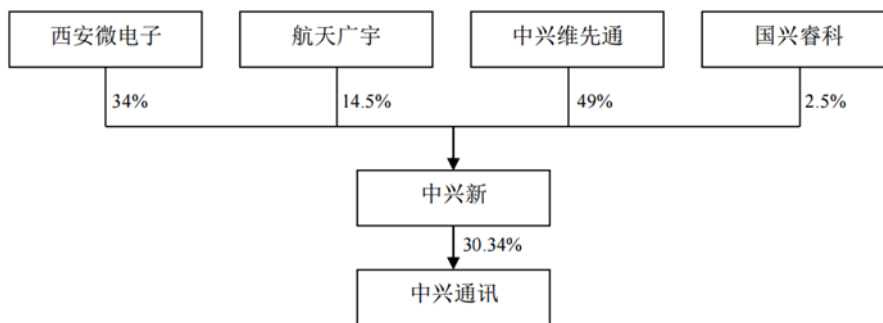 西安微电子
航天广宇
中兴维先通
国兴睿科
34%
14.5%
49%
2.5%
中兴新
30.34%
中兴通讯